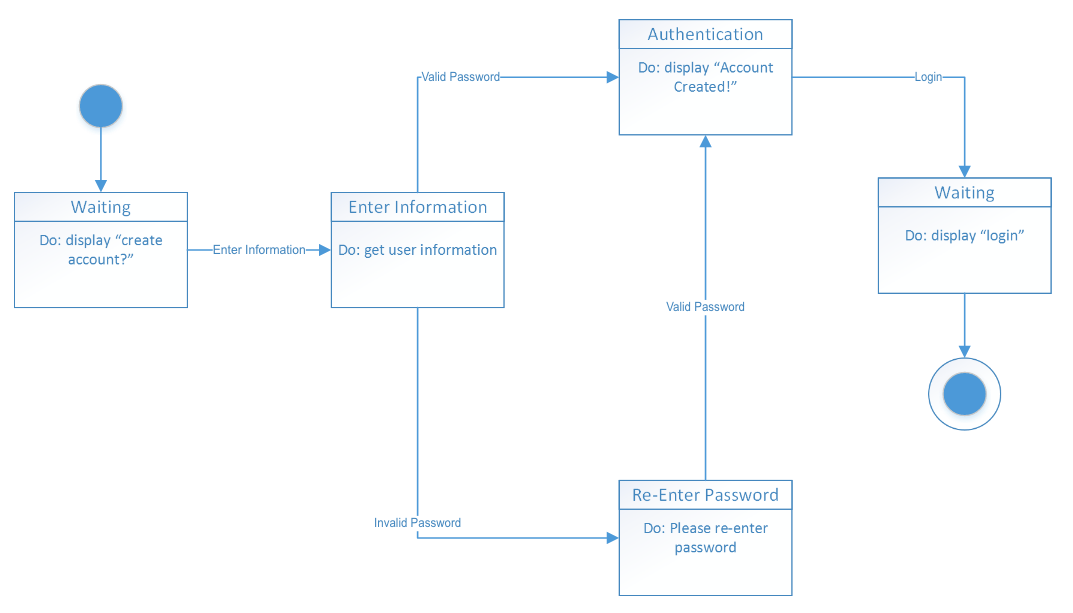 Authentication
Do: display “Account
Created!”
Valid Password
Login
Waiting
Do: display “create
account?”
Enter Information
Enter Information
Do: get user information
Waiting
Do: display “login”
Valid Password
Invalid Password
Re-Enter Password
Do: Please re-enter
password